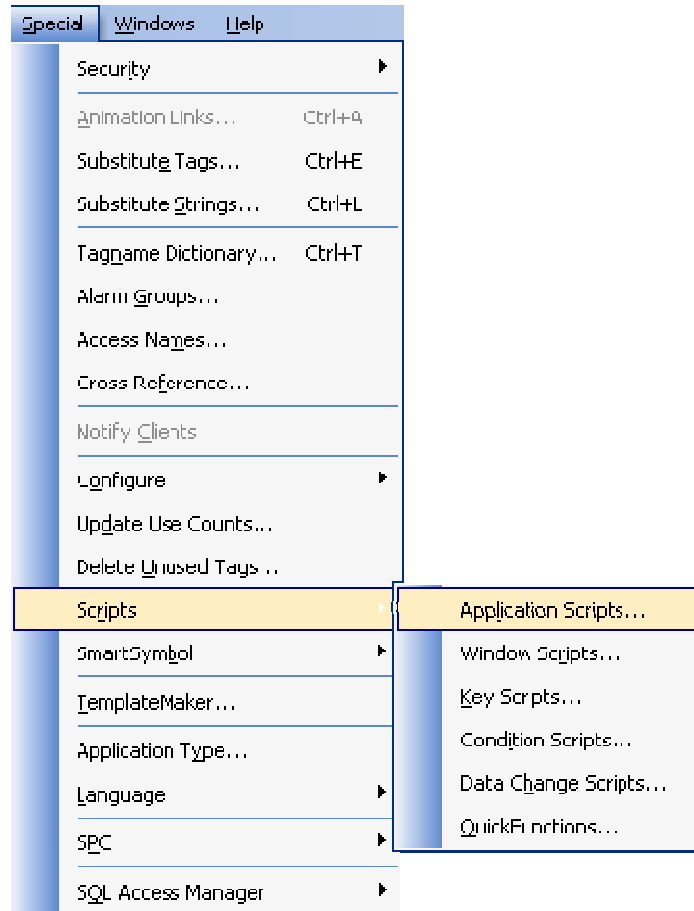 Special Windows Help
Security
Animation Links... Ctrl+A
Substitute Tags... Ctrl+E
Substitute Strings... Ctrl+L
Tagname Dictionary... Ctrl+T
Alarm Groups...
Access Names...
Cross Reference...
Notify Clients
Configure
Update Use Counts...
Delete Unused Tags...
Scripts
SmartSymbol
TemplateMaker...
Application Type...
Language
SPC
SQL Access Manager
Application Scripts...
Window Scripts...
Key Scripts...
Condition Scripts...
Data Change Scripts...
QuickFunctions...